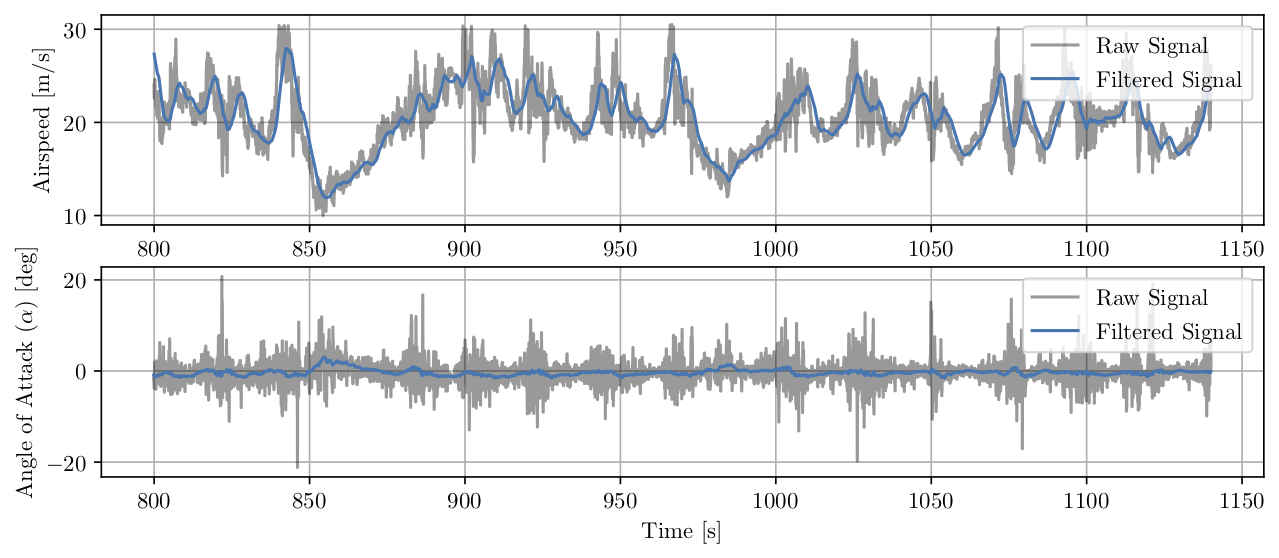 Airspeed [m/s]
30
20
10
Raw Signal
Filtered Signal
800 850 900 950 1000 1050 1100 1150
Angle of Attack (α) [deg]
20
0
−20
Raw Signal
Filtered Signal
800 850 900 950 1000 1050 1100 1150
Time [s]